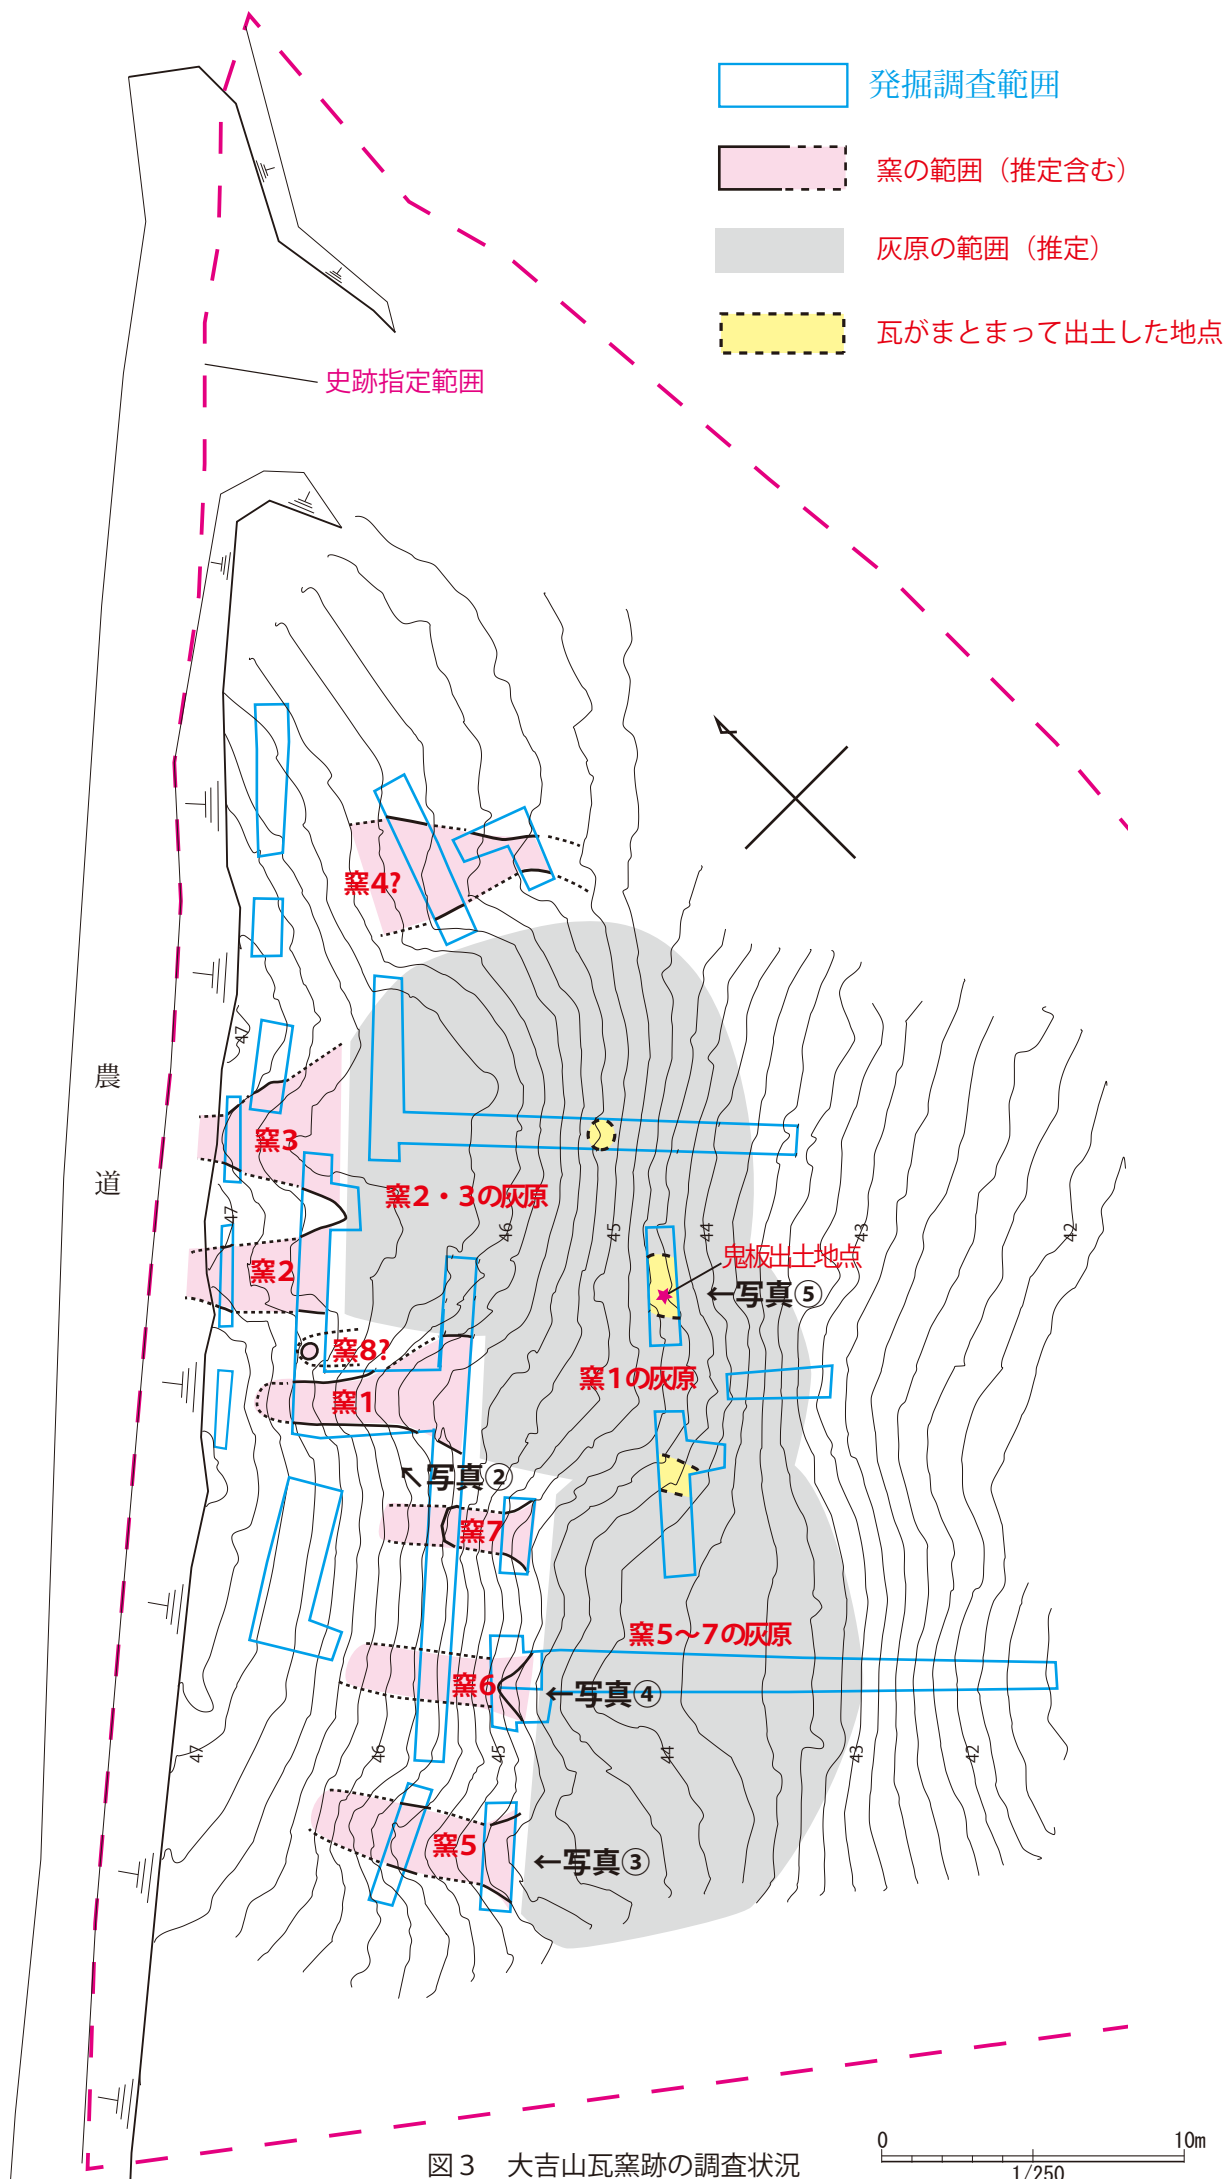 発掘調査範囲
窯の範囲（推定含む）
灰原の範囲（推定）
瓦がまとまって出土した地点
史跡指定範囲
窯4?
農道
47
窯3
窯2・3の灰原
47
46
45
44
43
42
鬼板出土地点
窯2
←写真⑤
窯8?
窯1の灰原
窯1
↖写真②
窯7
窯5～7の灰原
窯6
←写真④
47
46
45
44
43
42
窯5
←写真③
0 10m
1/250
図３　大吉山瓦窯跡の調査状況